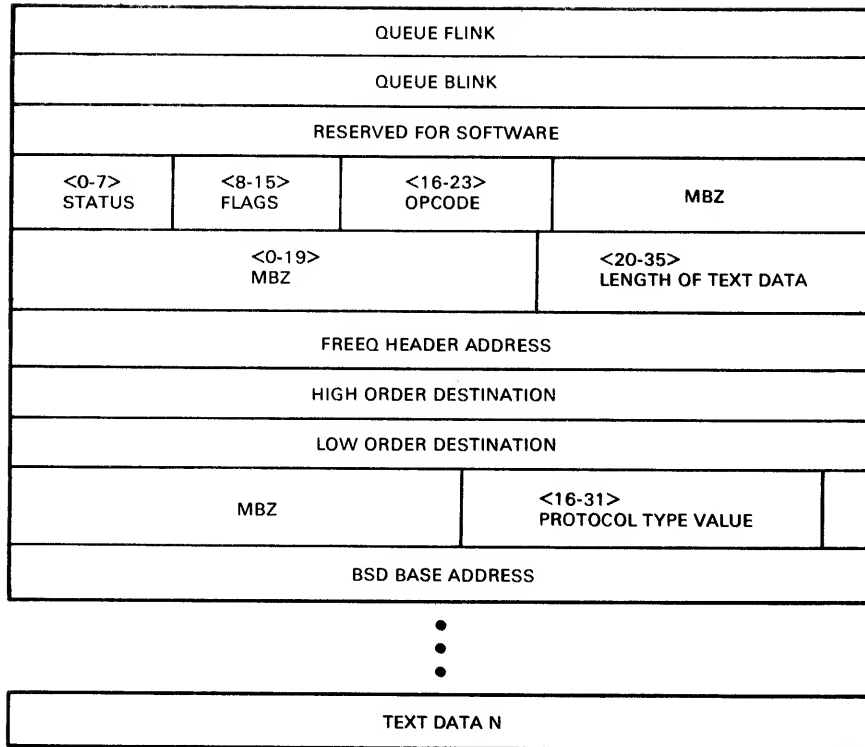 QUEUE FLINK
QUEUE BLINK
RESERVED FOR SOFTWARE
<0-7> <8-15> <16-23>
STATUS FLAGS OPCODE MBZ
<0-19> <20-35>
MBZ LENGTH OF TEXT DATA
FREEQ HEADER ADDRESS
HIGH ORDER DESTINATION
LOW ORDER DESTINATION
<16-31>
MBZ PROTOCOL TYPE VALUE
BSD BASE ADDRESS
TEXT DATA N